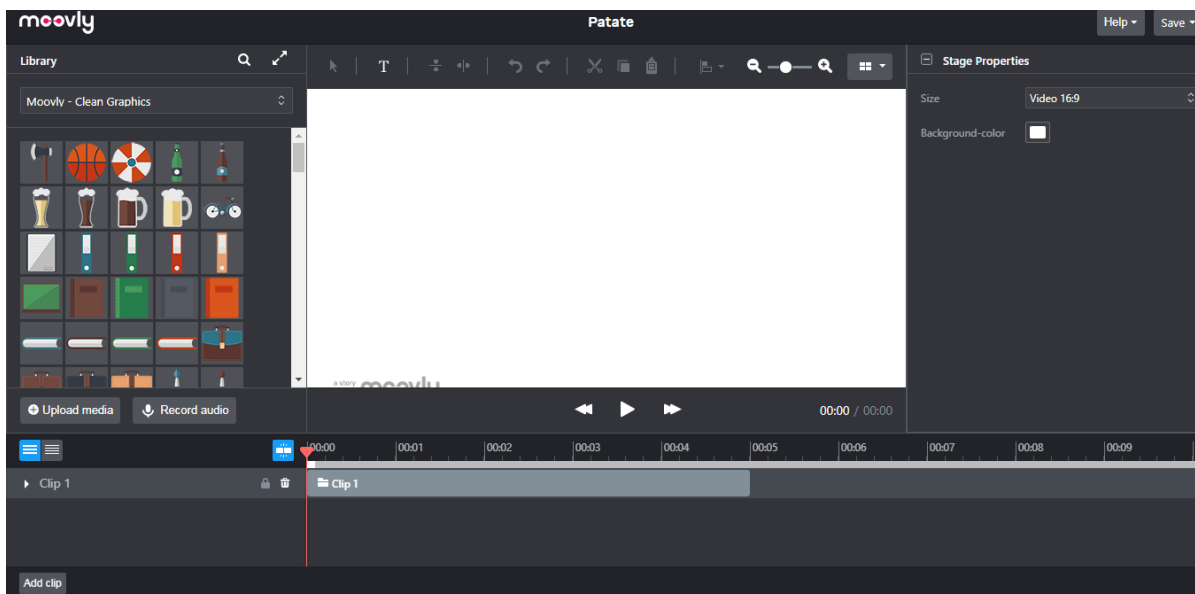 moovly
Patate
Help
Save
Library
T
Stage Properties
Moovly - Clean Graphics
Size
Video 16:9
Background-color
a story
moovly
Upload media
Record audio
00:00 / 00:00
00:00
00:01
00:02
00:03
00:04
00:05
00:06
00:07
00:08
00:09
Clip 1
Clip 1
Add clip